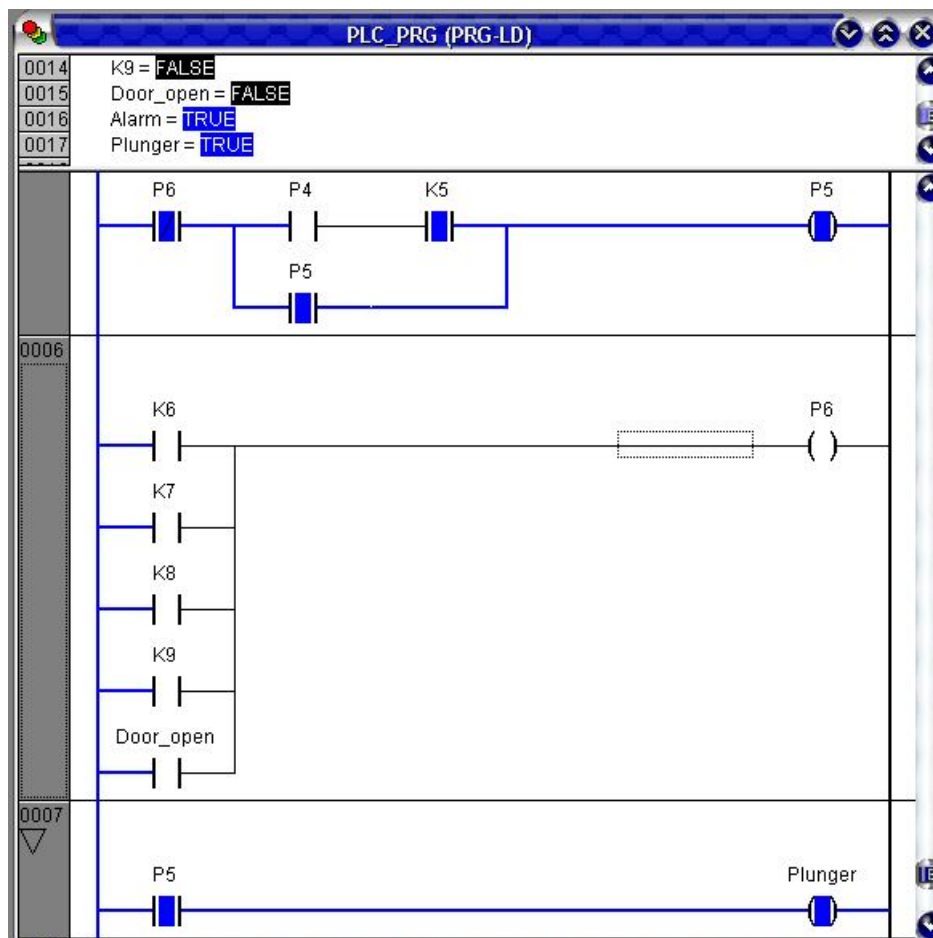 PLC_PRG (PRG-LD)
0014 K9 = FALSE
0015 Door_open = FALSE
0016 Alarm = TRUE
0017 Plunger = TRUE
P6 P4 K5 P5
P5
0006
K6 P6
K7
K8
K9
Door_open
0007
P5 Plunger